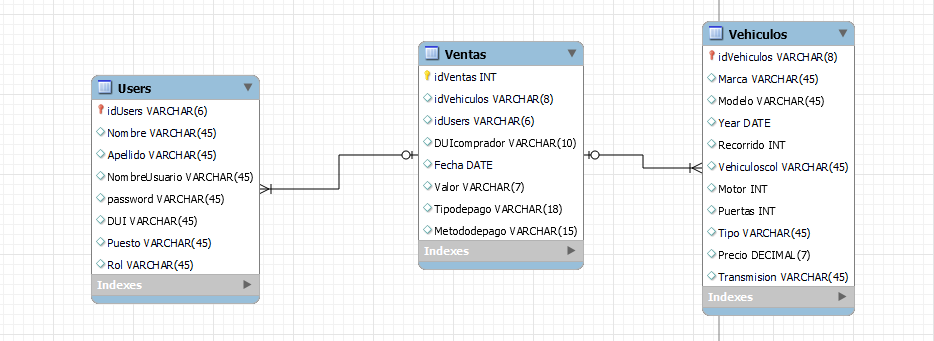 Users
idUsers VARCHAR(6)
Nombre VARCHAR(45)
Apellido VARCHAR(45)
NombreUsuario VARCHAR(45)
password VARCHAR(45)
DUI VARCHAR(45)
Puesto VARCHAR(45)
Rol VARCHAR(45)
Indexes
Ventas
idVentas INT
idVehiculos VARCHAR(8)
idUsers VARCHAR(6)
DUIcomprador VARCHAR(10)
Fecha DATE
Valor VARCHAR(7)
Tipodepago VARCHAR(18)
Metododepago VARCHAR(15)
Indexes
Vehiculos
idVehiculos VARCHAR(8)
Marca VARCHAR(45)
Modelo VARCHAR(45)
Year DATE
Recorrido INT
Vehiculoscol VARCHAR(45)
Motor INT
Puertas INT
Tipo VARCHAR(45)
Precio DECIMAL(7)
Transmision VARCHAR(45)
Indexes